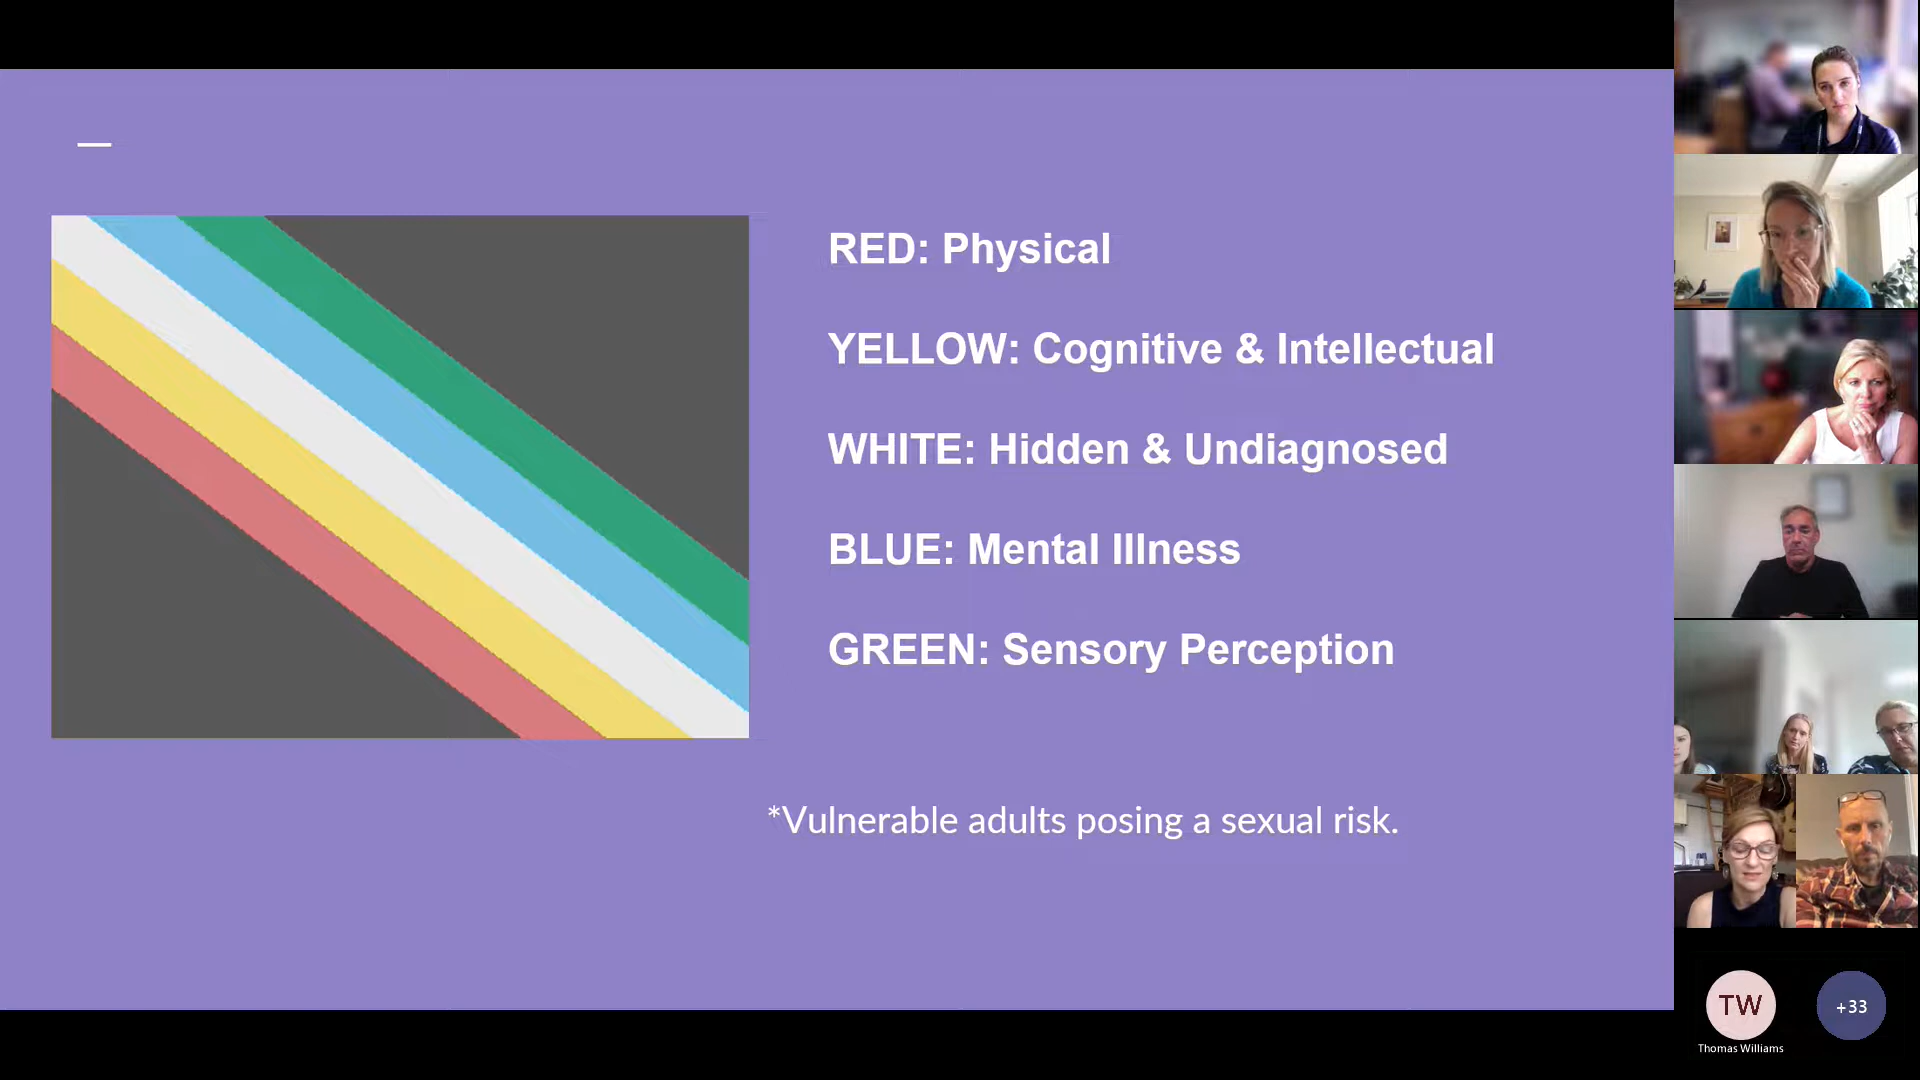 RED: Physical
YELLOW: Cognitive & Intellectual
WHITE: Hidden & Undiagnosed
BLUE: Mental Illness
GREEN: Sensory Perception
*Vulnerable adults posing a sexual risk.
TW
+33
Thomas Williams